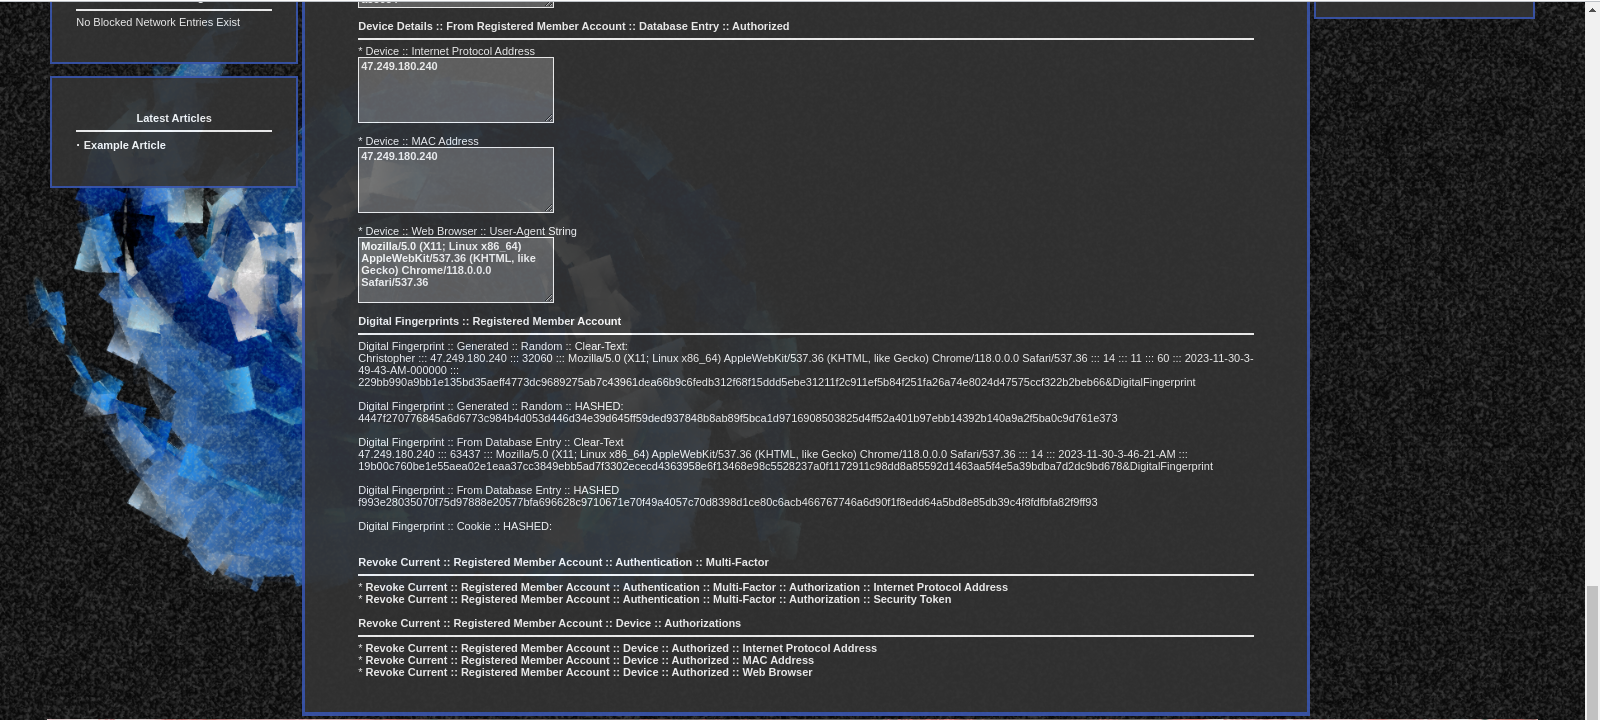 No Blocked Network Entries Exist
Latest Articles
· Example Article
Device Details :: From Registered Member Account :: Database Entry :: Authorized
* Device :: Internet Protocol Address
47.249.180.240
* Device :: MAC Address
47.249.180.240
* Device :: Web Browser :: User-Agent String
Mozilla/5.0 (X11; Linux x86_64)
AppleWebKit/537.36 (KHTML, like
Gecko) Chrome/118.0.0.0
Safari/537.36
Digital Fingerprints :: Registered Member Account
Digital Fingerprint :: Generated :: Random :: Clear-Text:
Christopher ::: 47.249.180.240 ::: 32060 ::: Mozilla/5.0 (X11; Linux x86_64) AppleWebKit/537.36 (KHTML, like Gecko) Chrome/118.0.0.0 Safari/537.36 ::: 14 ::: 11 ::: 60 ::: 2023-11-30-3-
49-43-AM-000000 :::
229bb990a9bb1e135bd35aeff4773dc9689275ab7c43961dea66b9c6fedb312f68f15ddd5ebe31211f2c911ef5b84f251fa26a74e8024d47575ccf322b2beb66&DigitalFingerprint
Digital Fingerprint :: Generated :: Random :: HASHED:
4447f270776845a6d6773c984b4d053d446d34e39d645ff59ded937848b8ab89f5bca1d9716908503825d4ff52a401b97ebb14392b140a9a2f5ba0c9d761e373
Digital Fingerprint :: From Database Entry :: Clear-Text
47.249.180.240 ::: 63437 ::: Mozilla/5.0 (X11; Linux x86_64) AppleWebKit/537.36 (KHTML, like Gecko) Chrome/118.0.0.0 Safari/537.36 ::: 14 ::: 2023-11-30-3-46-21-AM :::
19b00c760be1e55aea02e1eaa37cc3849ebb5ad7f3302ececd4363958e6f13468e98c5528237a0f1172911c98dd8a85592d1463aa5f4e5a39bdba7d2dc9bd678&DigitalFingerprint
Digital Fingerprint :: From Database Entry :: HASHED
f993e28035070f75d97888e20577bfa696628c9710671e70f49a4057c70d8398d1ce80c6acb466767746a6d90f1f8edd64a5bd8e85db39c4f8fdfbfa82f9ff93
Digital Fingerprint :: Cookie :: HASHED:
Revoke Current :: Registered Member Account :: Authentication :: Multi-Factor
* Revoke Current :: Registered Member Account :: Authentication :: Multi-Factor :: Authorization :: Internet Protocol Address
* Revoke Current :: Registered Member Account :: Authentication :: Multi-Factor :: Authorization :: Security Token
Revoke Current :: Registered Member Account :: Device :: Authorizations
* Revoke Current :: Registered Member Account :: Device :: Authorized :: Internet Protocol Address
* Revoke Current :: Registered Member Account :: Device :: Authorized :: MAC Address
* Revoke Current :: Registered Member Account :: Device :: Authorized :: Web Browser